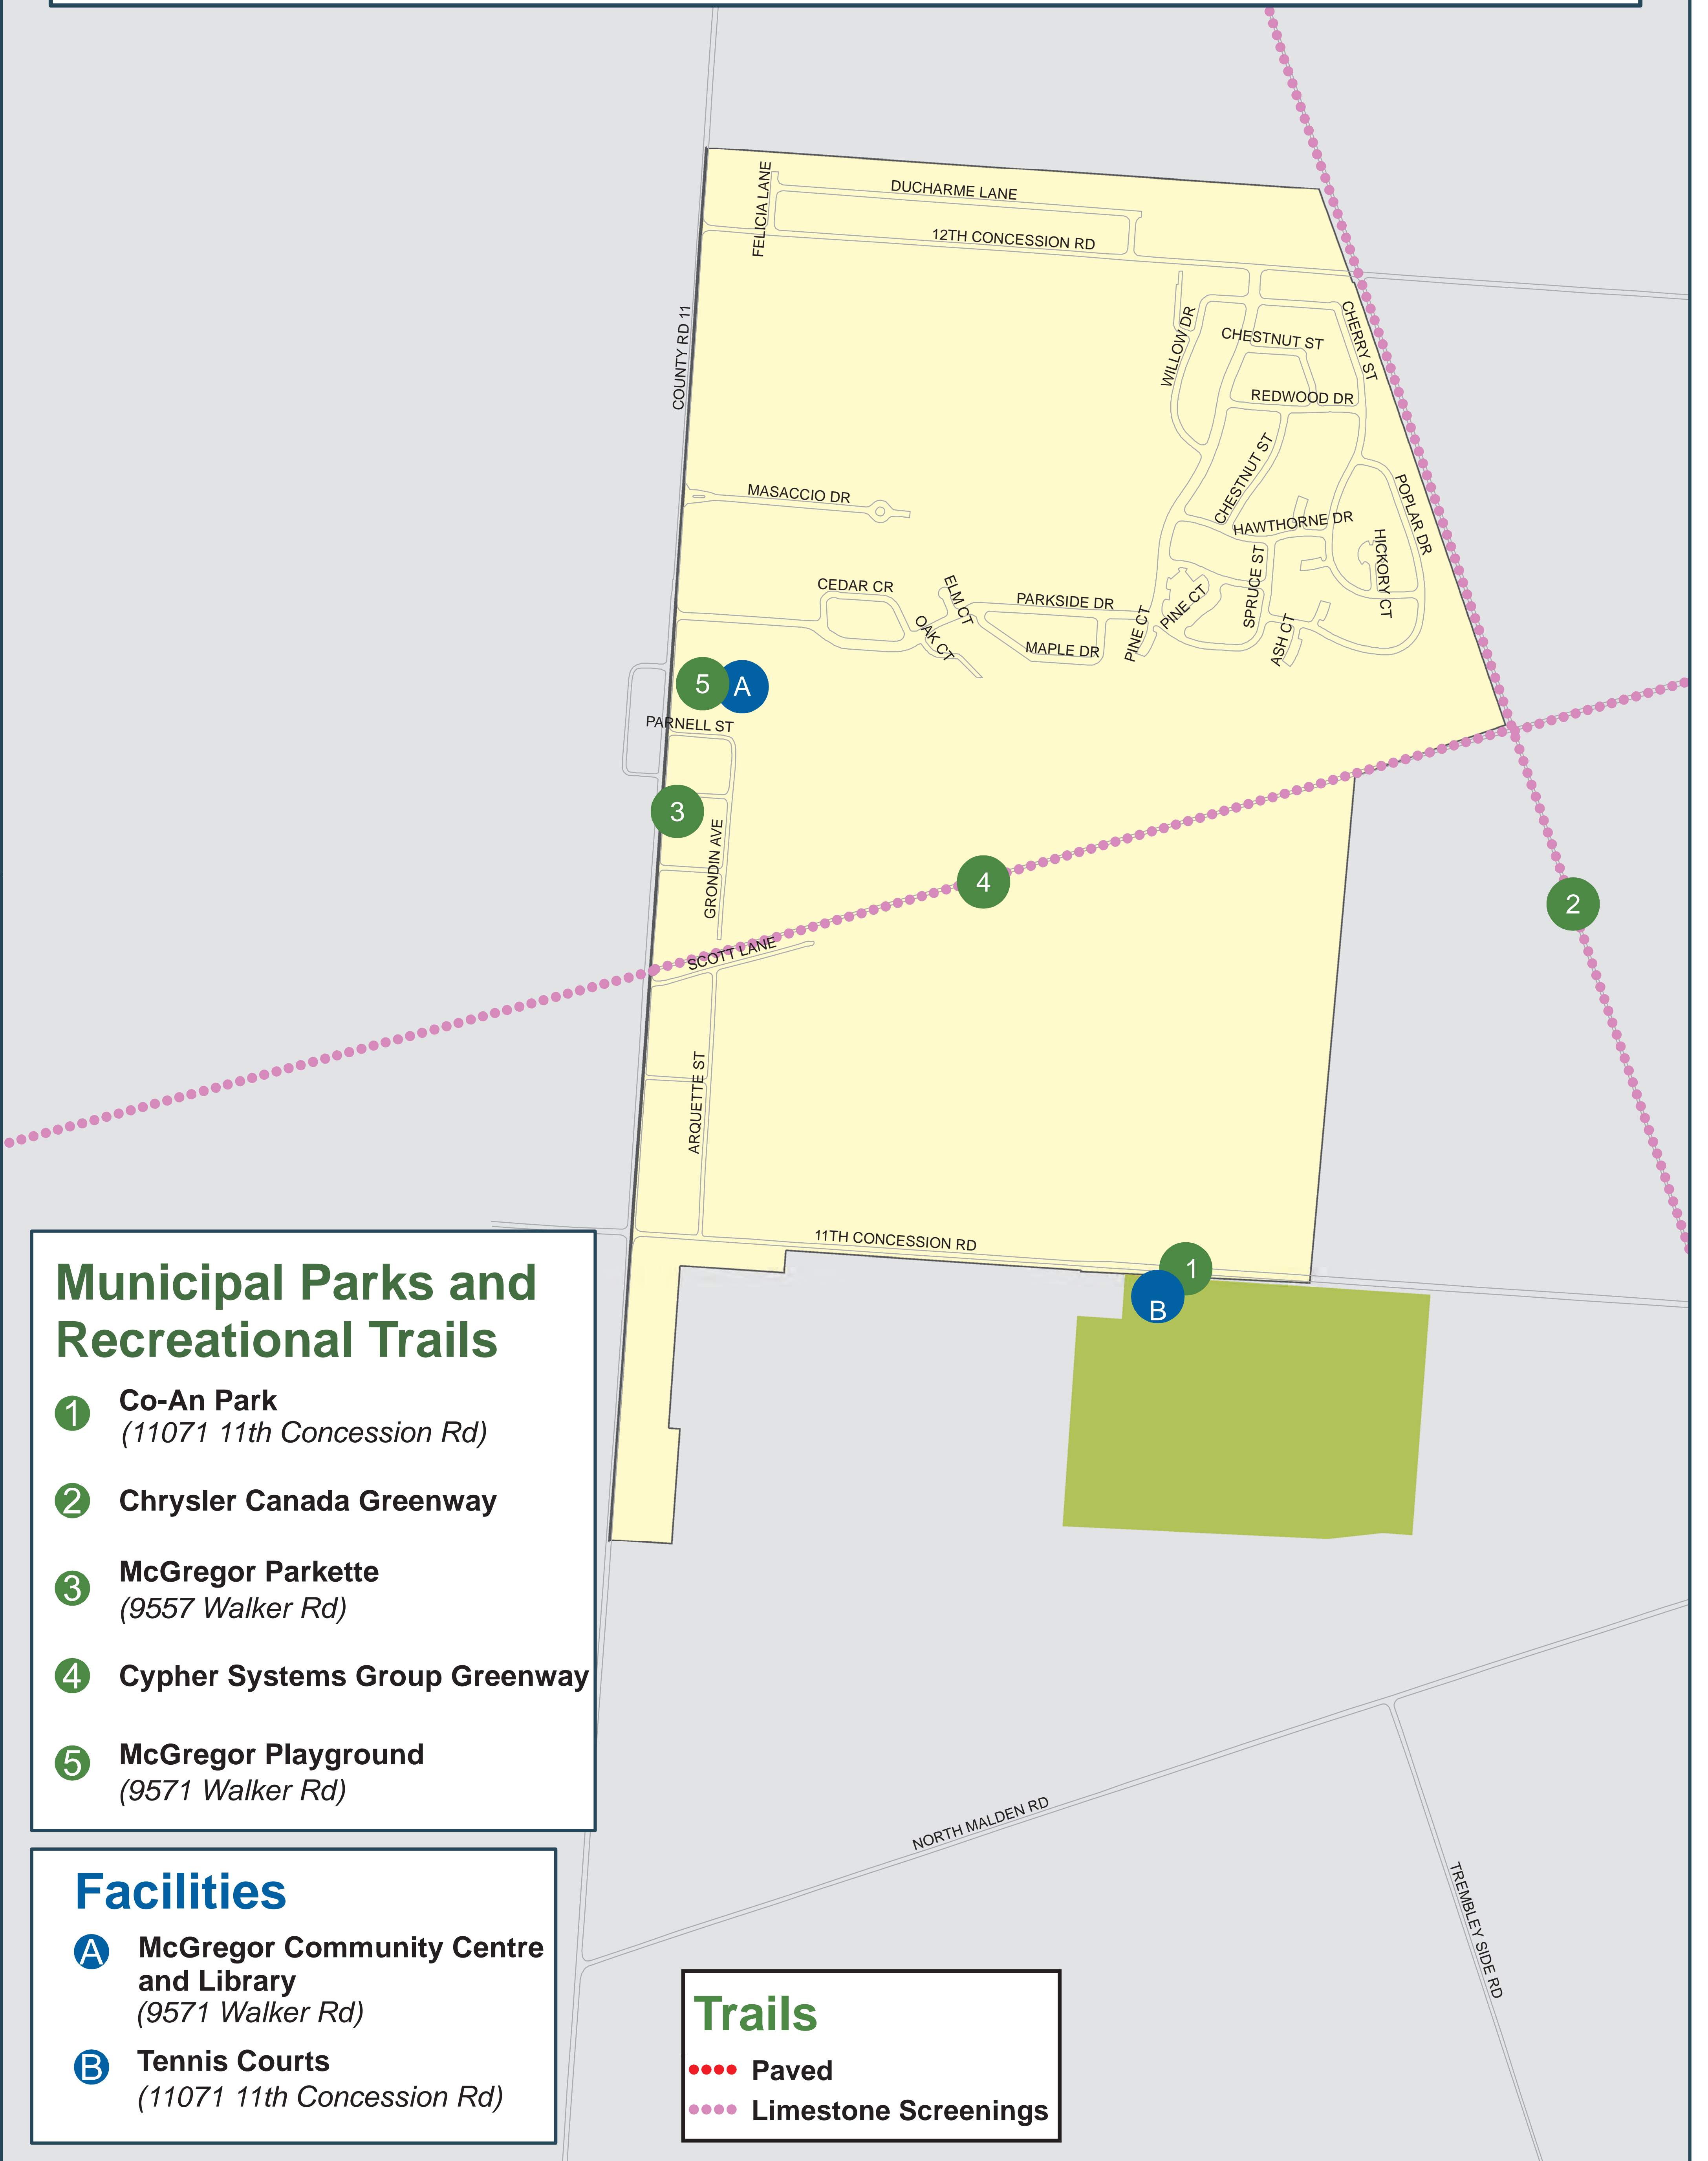 FELICIA LANE
DUCHARME LANE
12TH CONCESSION RD
COUNTY RD 11
WILLOW DR
CHESTNUT ST
CHERRY ST
REDWOOD DR
CHESTNUT ST
POPLAR DR
MASACCIO DR
HAWTHORNE DR
HICKORY CT
SPRUCE ST
CEDAR CR
ELM CT
PARKSIDE DR
PINE CT
PINE CT
OAK CT
MAPLE DR
ASH CT
5
A
PARNELL ST
3
GRONDIN AVE
4
2
SCOTT LANE
ARQUETTE ST
11TH CONCESSION RD
1
B
Municipal Parks and
Recreational Trails
1 Co-An Park
(11071 11th Concession Rd)
2 Chrysler Canada Greenway
3 McGregor Parkette
(9557 Walker Rd)
4 Cypher Systems Group Greenway
5 McGregor Playground
(9571 Walker Rd)
NORTH MALDEN RD
TREMBLEY SIDE RD
Facilities
A McGregor Community Centre
and Library
(9571 Walker Rd)
B Tennis Courts
(11071 11th Concession Rd)
Trails
Paved
Limestone Screenings